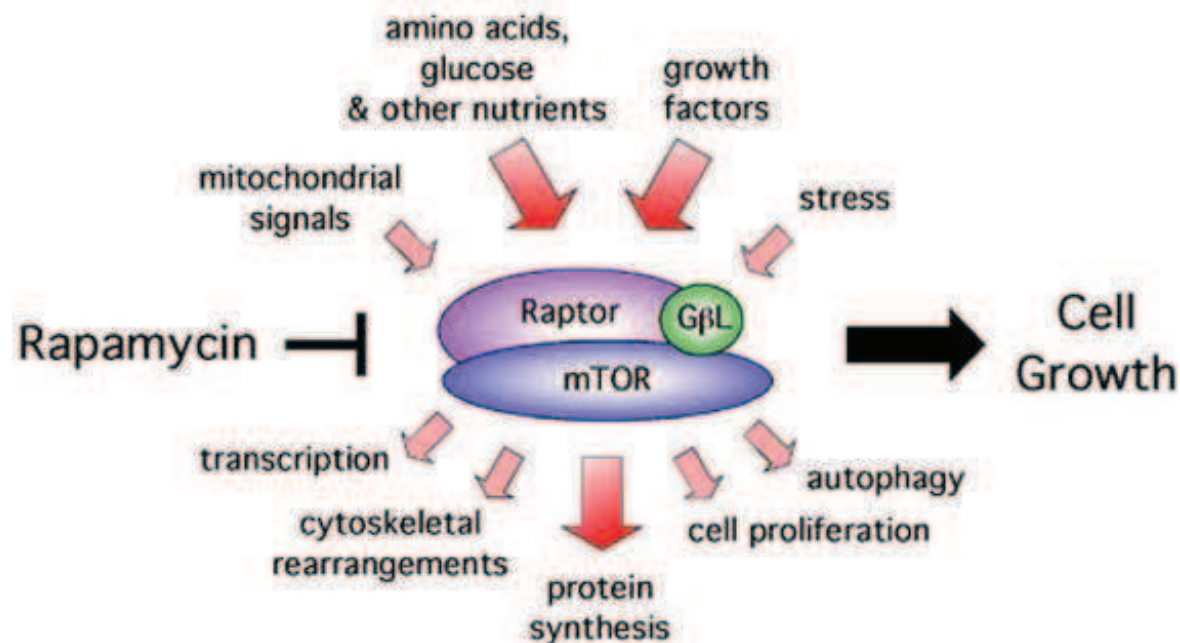 amino acids,
glucose
& other nutrients
growth
factors
mitochondrial
signals
stress
Raptor
GβL
Rapamycin
mTOR
Cell
Growth
transcription
cytoskeletal
rearrangements
protein
synthesis
cell proliferation
autophagy